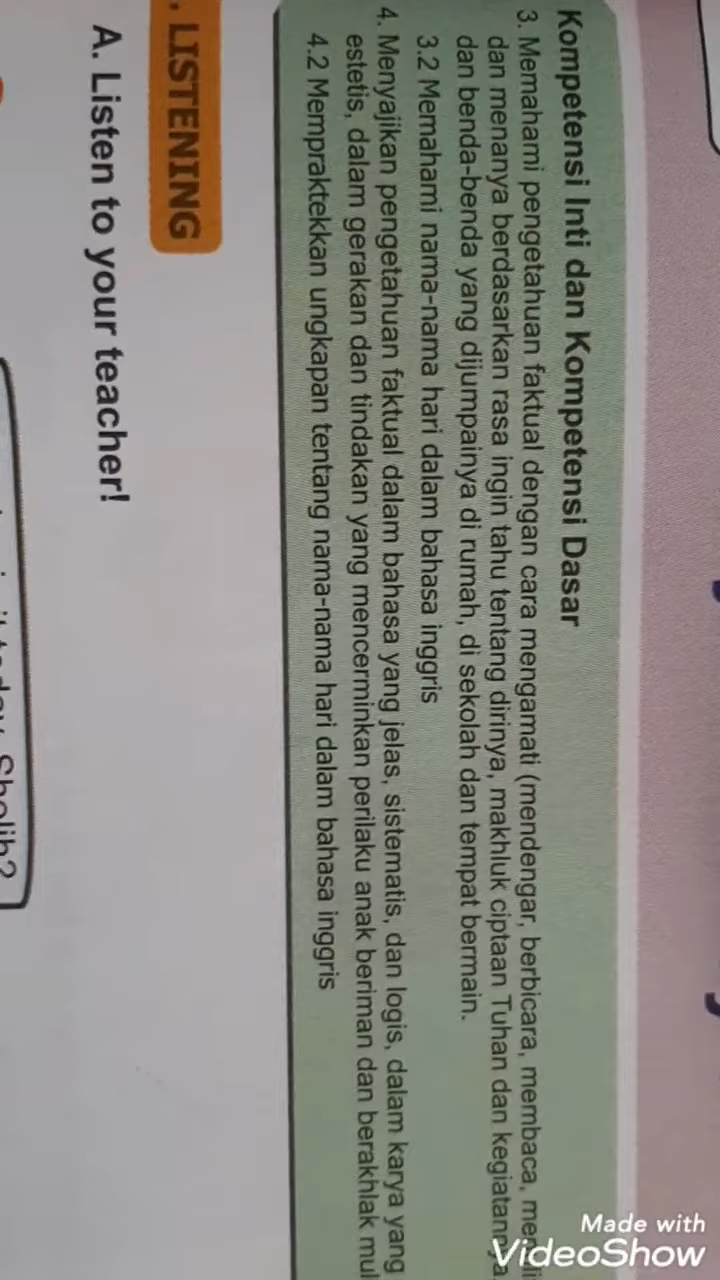 Kompetensi Inti dan Kompetensi Dasar
3. Memahami pengetahuan faktual dengan cara mengamati (mendengar, berbicara, membaca,
dan menanya berdasarkan rasa ingin tahu tentang dirinya, makhluk ciptaan Tuhan dan kegiatannya
dan benda-benda yang dijumpainya di rumah, di sekolah dan tempat bermain.
3.2 Memahami nama-nama hari dalam bahasa inggris
4. Menyajikan pengetahuan faktual dalam bahasa yang jelas, sistematis, dan logis, dalam karya yang
estetis, dalam gerakan dan tindakan yang mencerminkan perilaku anak beriman dan berakhlak mul
4.2 Mempraktekkan ungkapan tentang nama-nama hari dalam bahasa inggris
. LISTENING
A. Listen to your teacher!
Made with
VideoShow